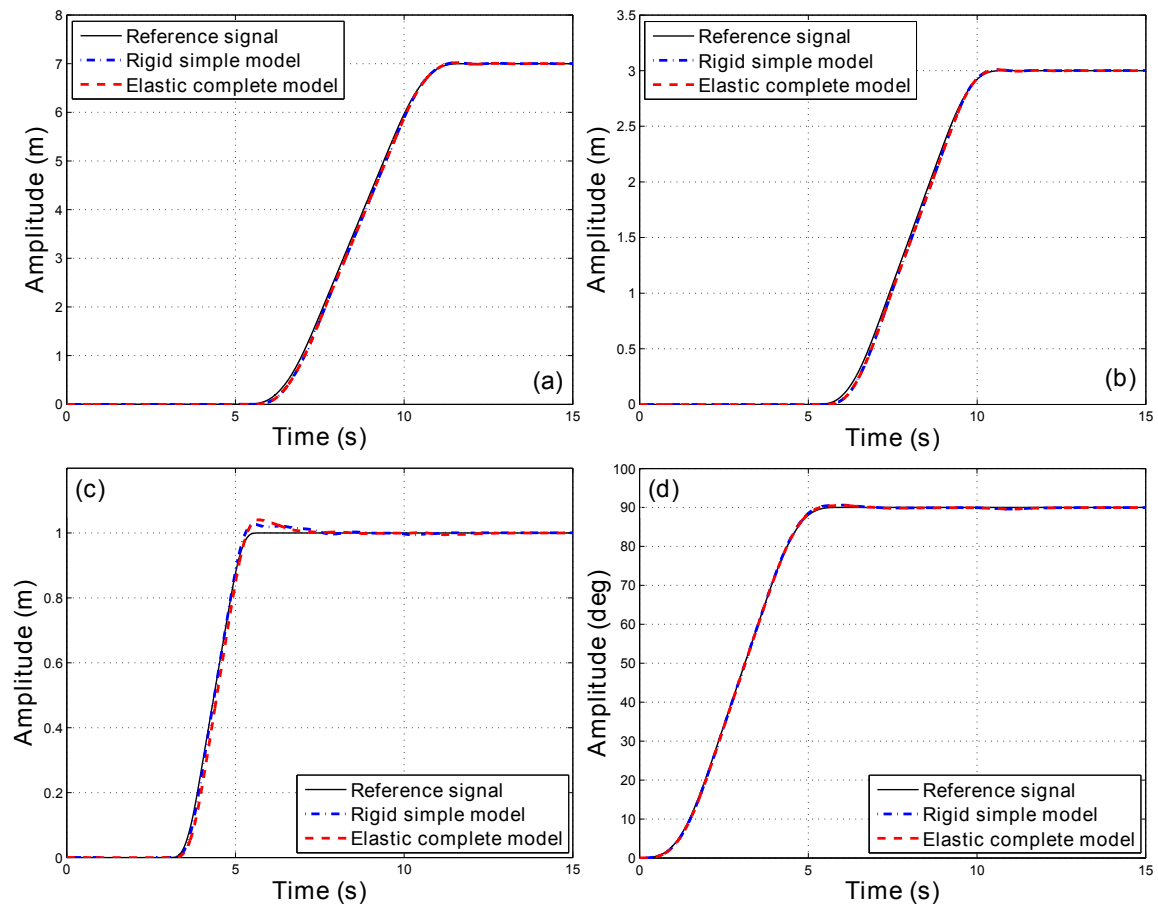 8
7
6
5
4
3
2
1
0
Amplitude (m)
Reference signal
Rigid simple model
Elastic complete model
(a)
0
5
10
15
Time (s)
3.5
3
2.5
2
1.5
1
0.5
0
Amplitude (m)
Reference signal
Rigid simple model
Elastic complete model
(b)
0
5
10
15
Time (s)
(c)
1
0.8
0.6
0.4
0.2
0
Amplitude (m)
Reference signal
Rigid simple model
Elastic complete model
0
5
10
15
Time (s)
(d)
100
90
80
70
60
50
40
30
20
10
0
Amplitude (deg)
Reference signal
Rigid simple model
Elastic complete model
0
5
10
15
Time (s)